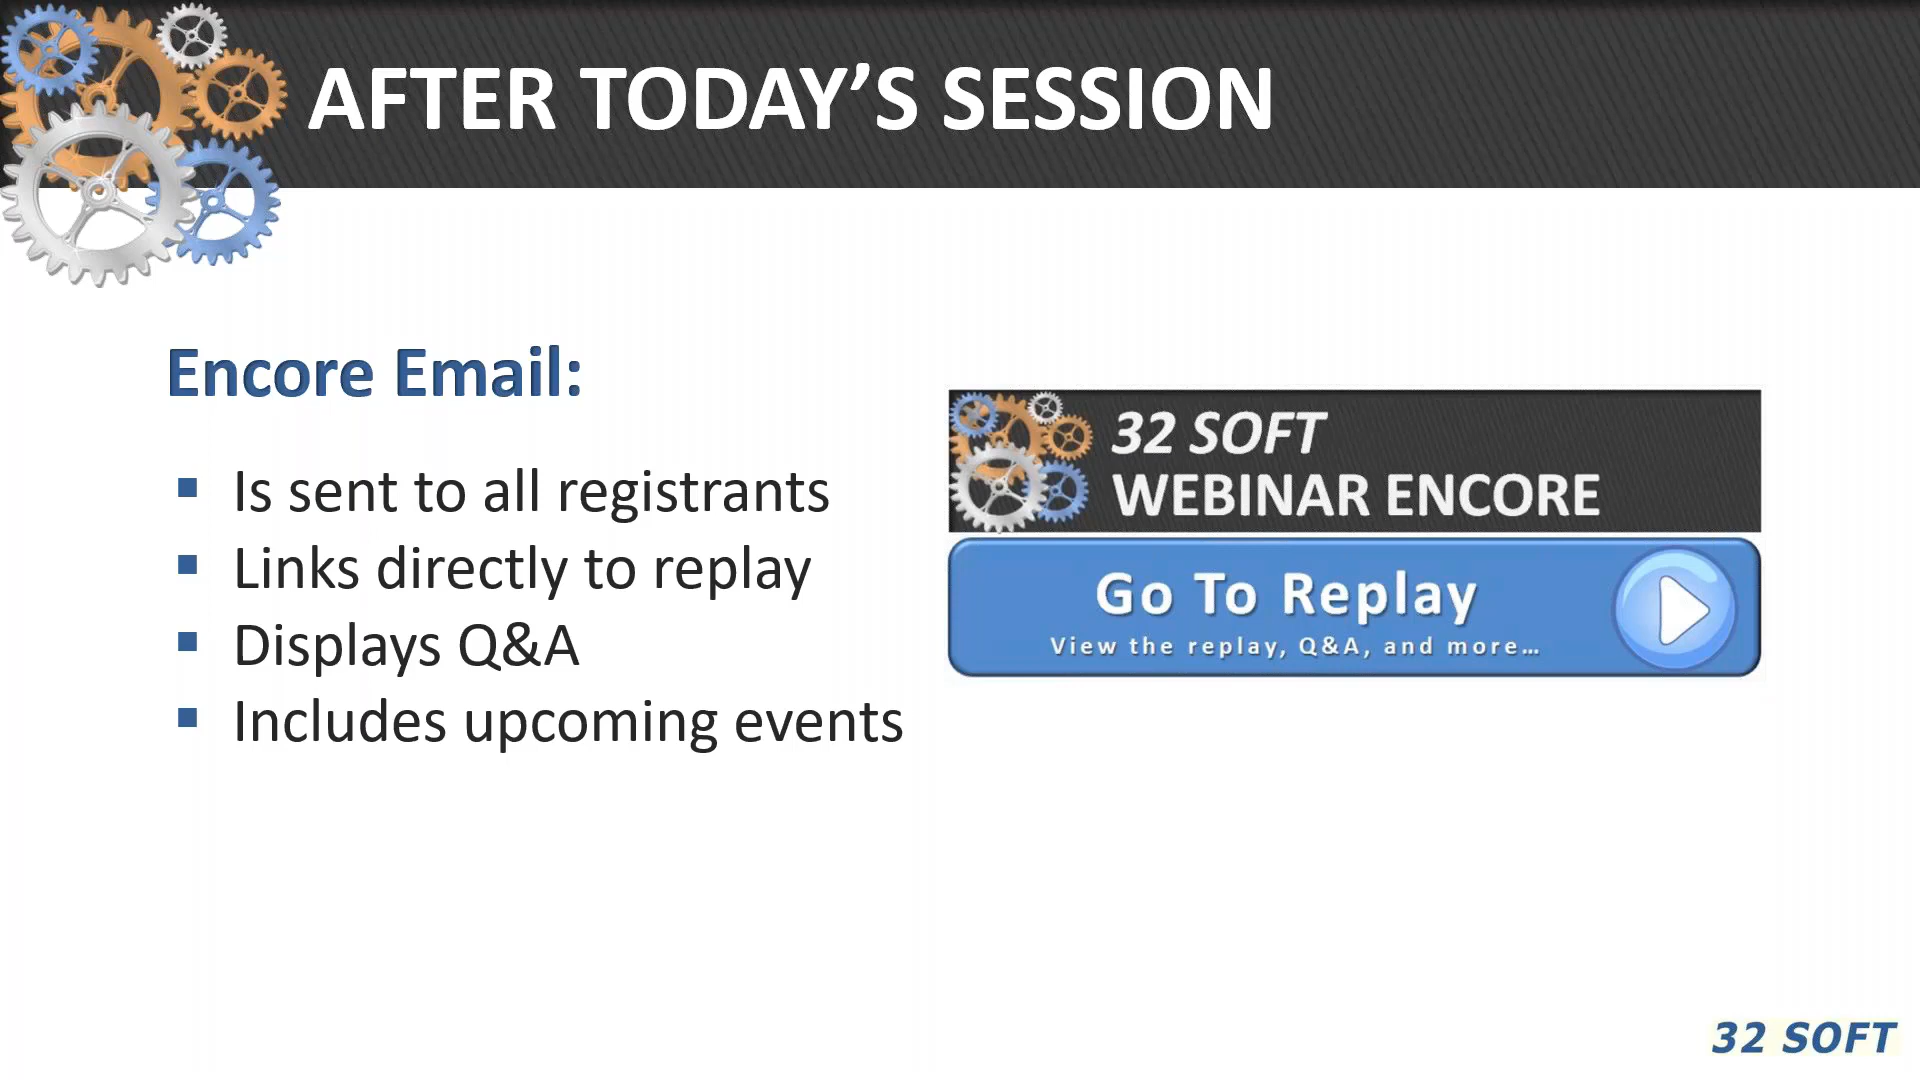 AFTER TODAY’S SESSION
Encore Email:
Is sent to all registrants
Links directly to replay
Displays Q&A
Includes upcoming events
32 SOFT
WEBINAR ENCORE
Go To Replay
View the replay, Q&A, and more…
32 SOFT